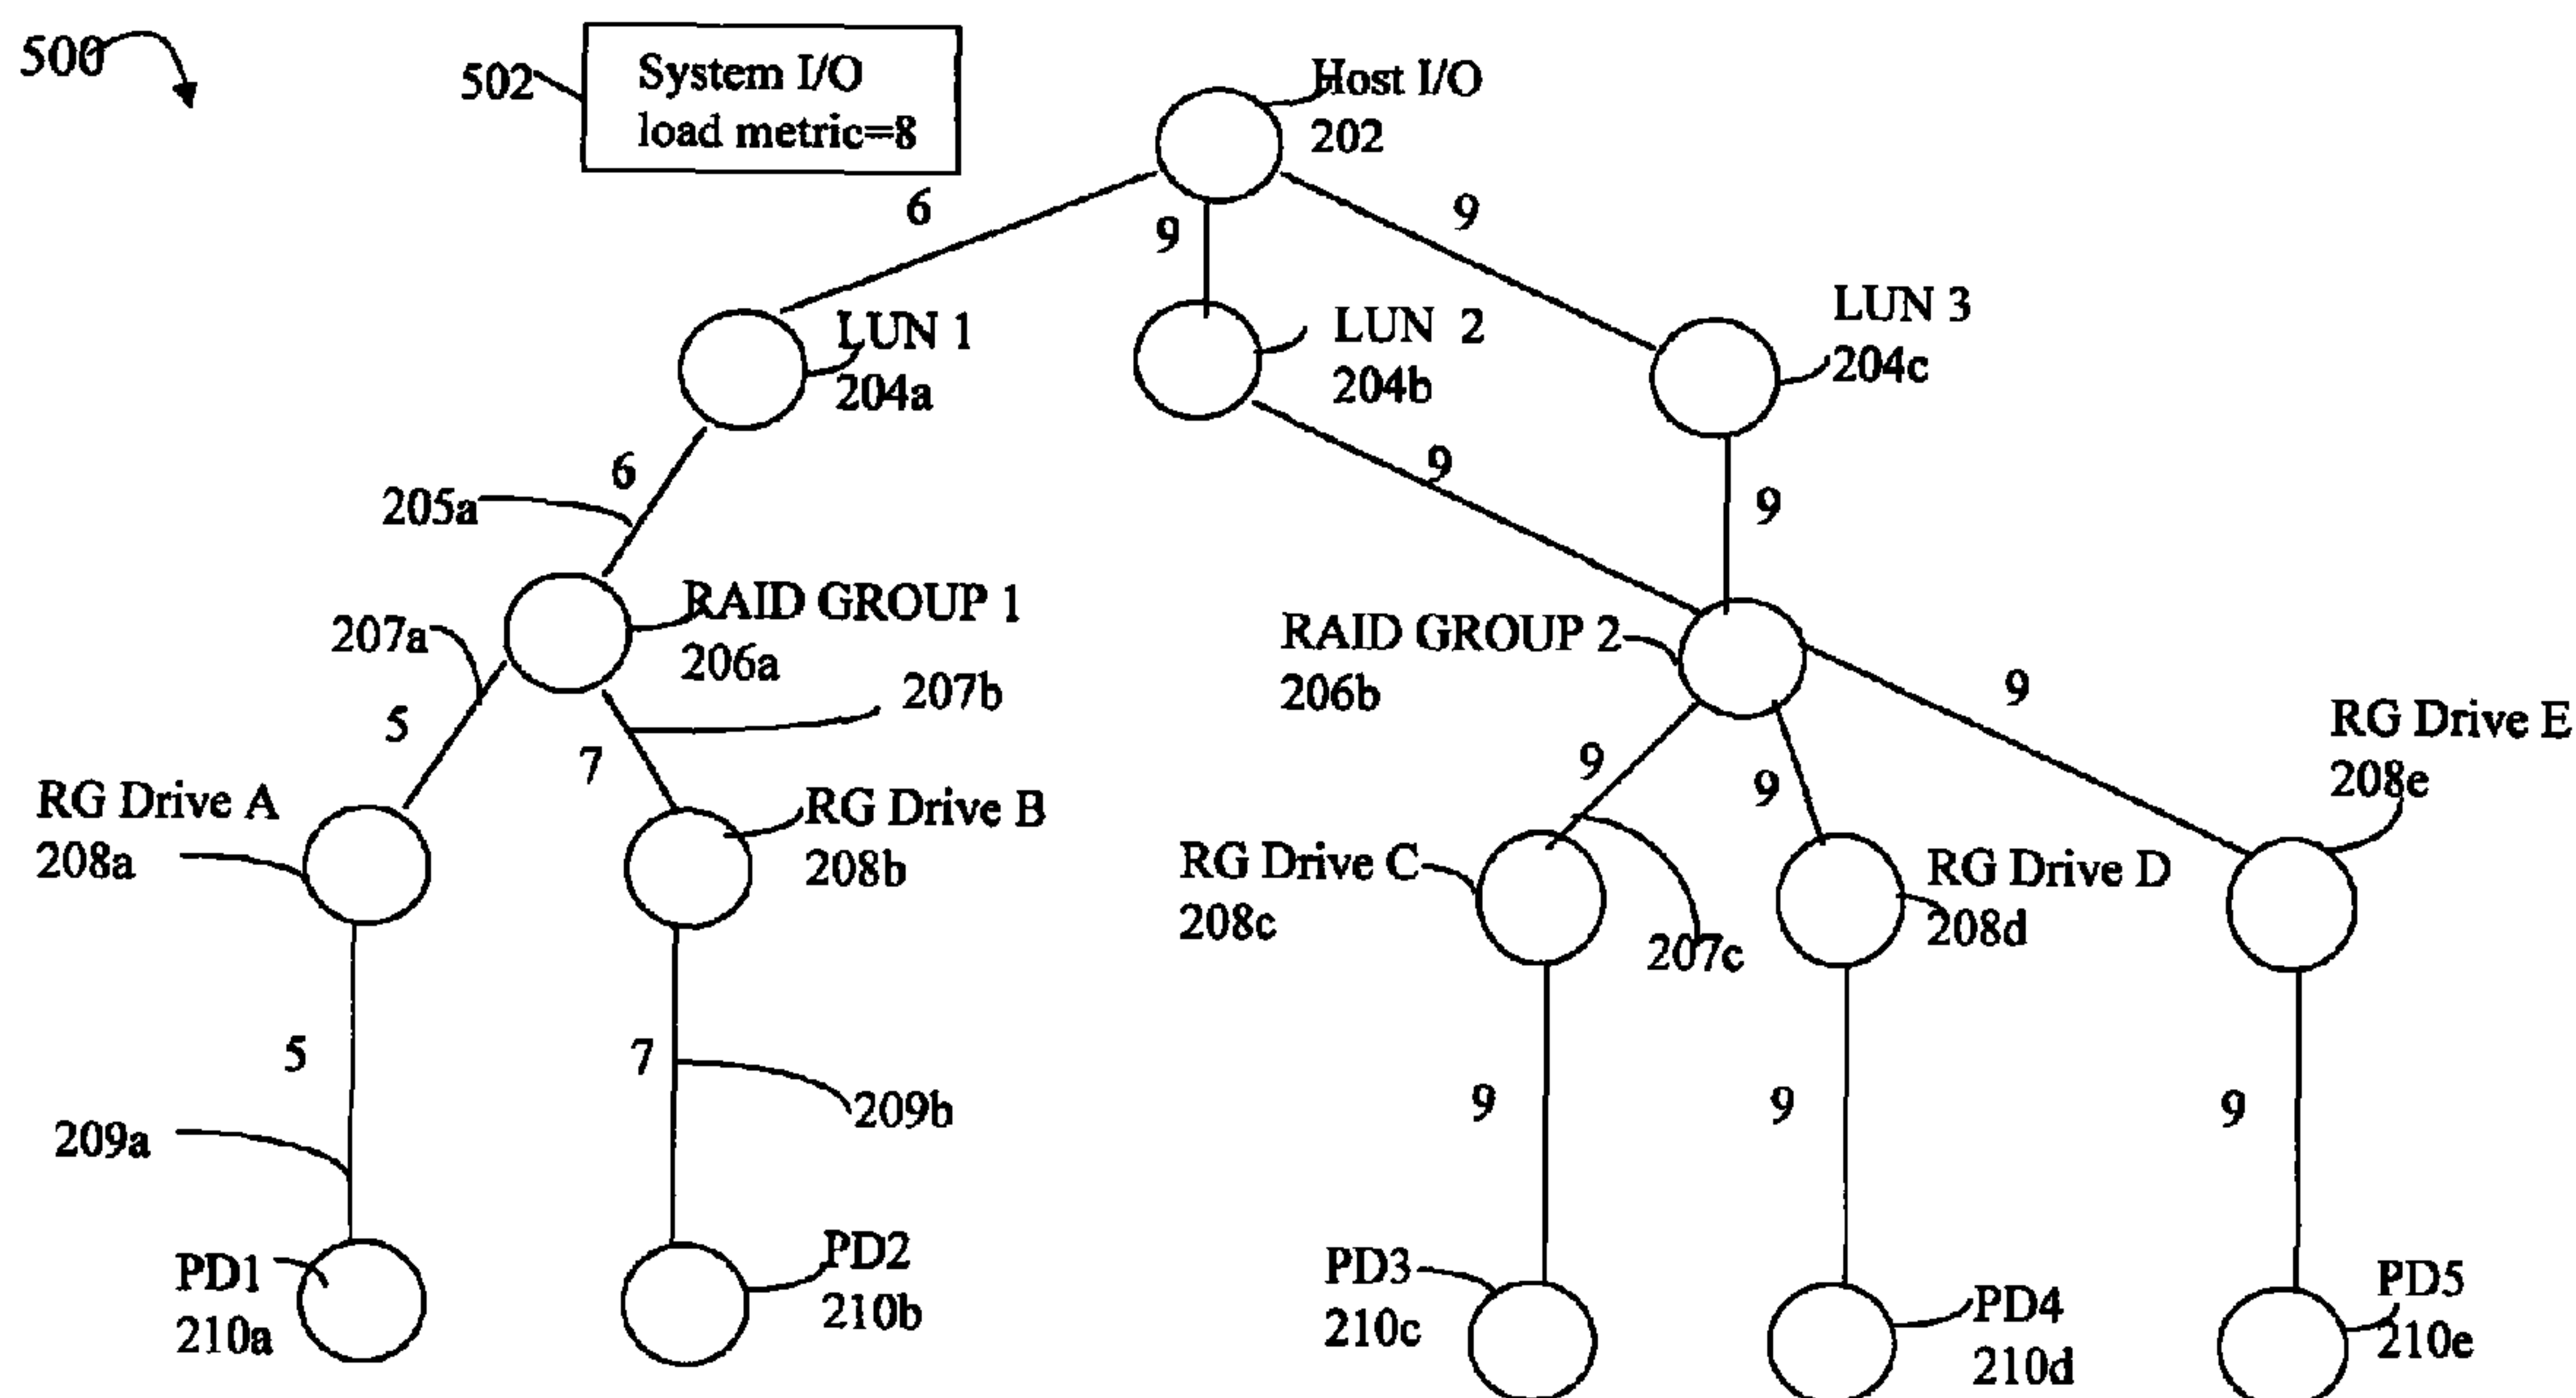 500
502
System I/O
load metric=8
Host I/O
202
6
9
9
LUN 1
204a
LUN 2
204b
LUN 3
204c
6
205a
9
9
RAID GROUP 1
206a
207a
207b
5
7
RAID GROUP 2
206b
9
9
9
RG Drive A
208a
RG Drive B
208b
RG Drive C
208c
207c
RG Drive D
208d
RG Drive E
208e
5
209a
7
209b
9
9
9
PD1
210a
PD2
210b
PD3
210c
PD4
210d
PD5
210e